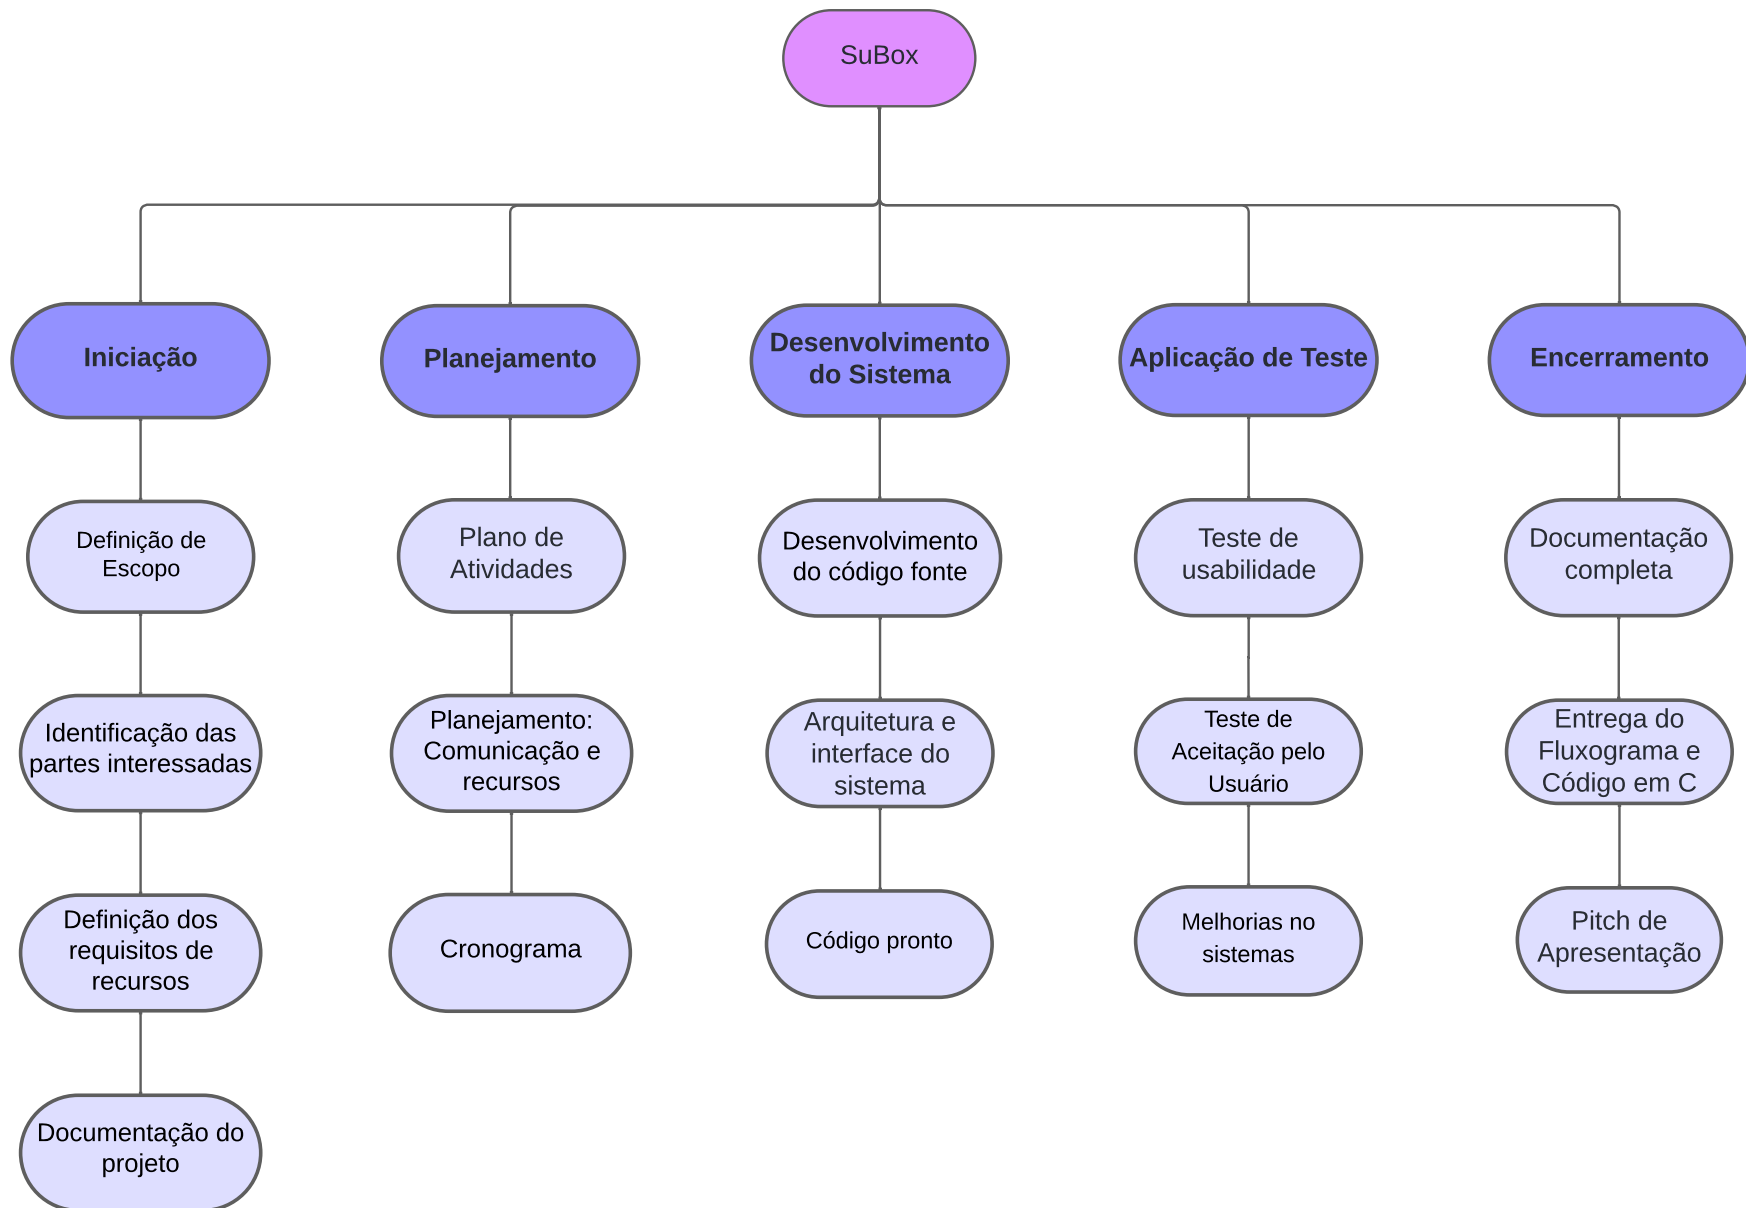 SuBox
Iniciação
Planejamento
Desenvolvimento
do Sistema
Aplicação de Teste
Encerramento
Definição de
Escopo
Plano de
Atividades
Desenvolvimento
do código fonte
Teste de
usabilidade
Documentação
completa
Identificação das
partes interessadas
Planejamento:
Comunicação e
recursos
Arquitetura e
interface do
sistema
Teste de
Aceitação pelo
Usuário
Entrega do
Fluxograma e
Código em C
Definição dos
requisitos de
recursos
Cronograma
Código pronto
Melhorias no
sistemas
Pitch de
Apresentação
Documentação do
projeto